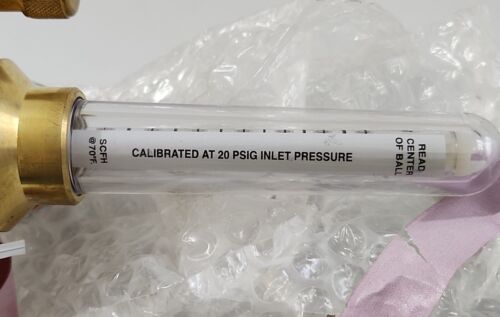 SCFH
@70°F.
CALIBRATED AT 20 PSIG INLET PRESSURE
READ
CENTER
OF BALL